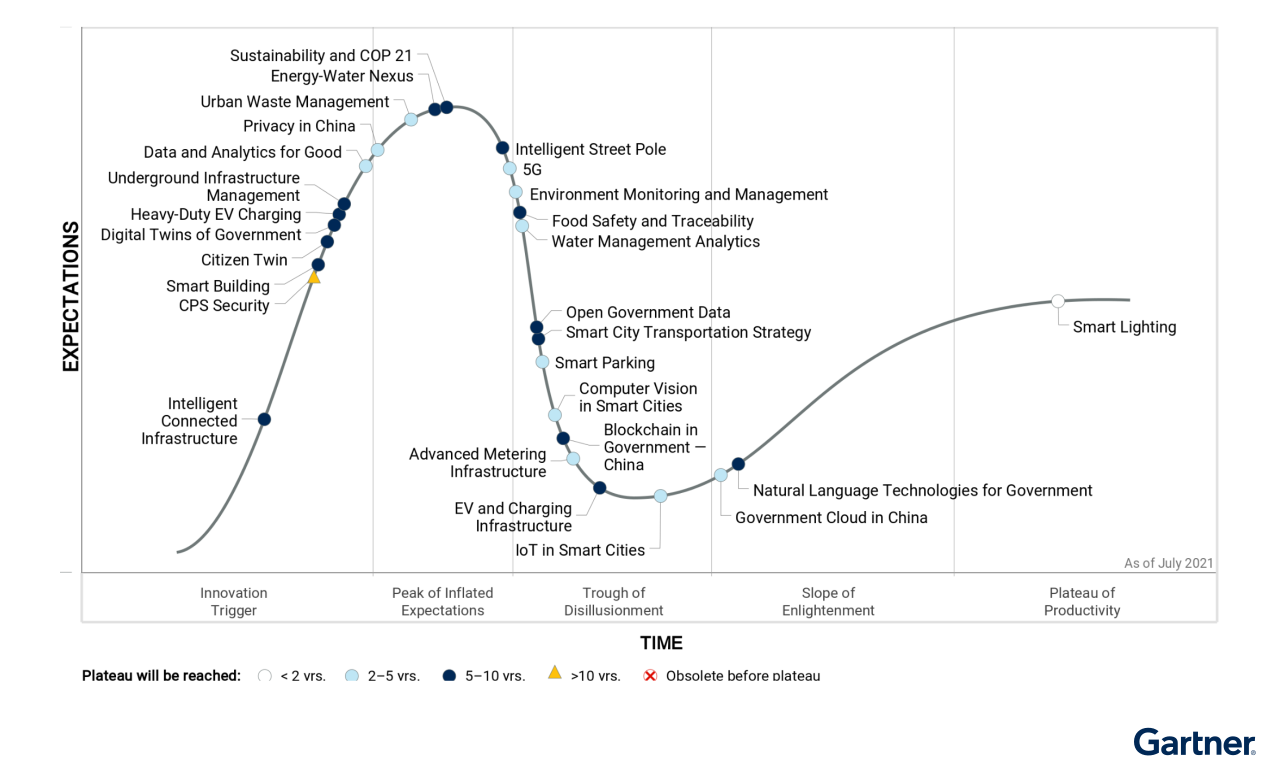 Sustainability and COP 21
Energy-Water Nexus
Urban Waste Management
Privacy in China
Data and Analytics for Good
Underground Infrastructure
Management
Heavy-Duty EV Charging
Digital Twins of Government
Citizen Twin
Smart Building
CPS Security
Intelligent
Connected
Infrastructure
Intelligent Street Pole
5G
Environment Monitoring and Management
Food Safety and Traceability
Water Management Analytics
Open Government Data
Smart City Transportation Strategy
Smart Parking
Computer Vision
in Smart Cities
Blockchain in
Government —
China
Advanced Metering
Infrastructure
EV and Charging
Infrastructure
IoT in Smart Cities
Natural Language Technologies for Government
Government Cloud in China
Smart Lighting
EXPECTATIONS
As of July 2021
Innovation
Trigger
Peak of Inflated
Expectations
Trough of
Disillusionment
Slope of
Enlightenment
Plateau of
Productivity
TIME
Plateau will be reached: < 2 yrs. 2–5 yrs. 5–10 yrs. >10 yrs. Obsolete before plateau
Gartner®